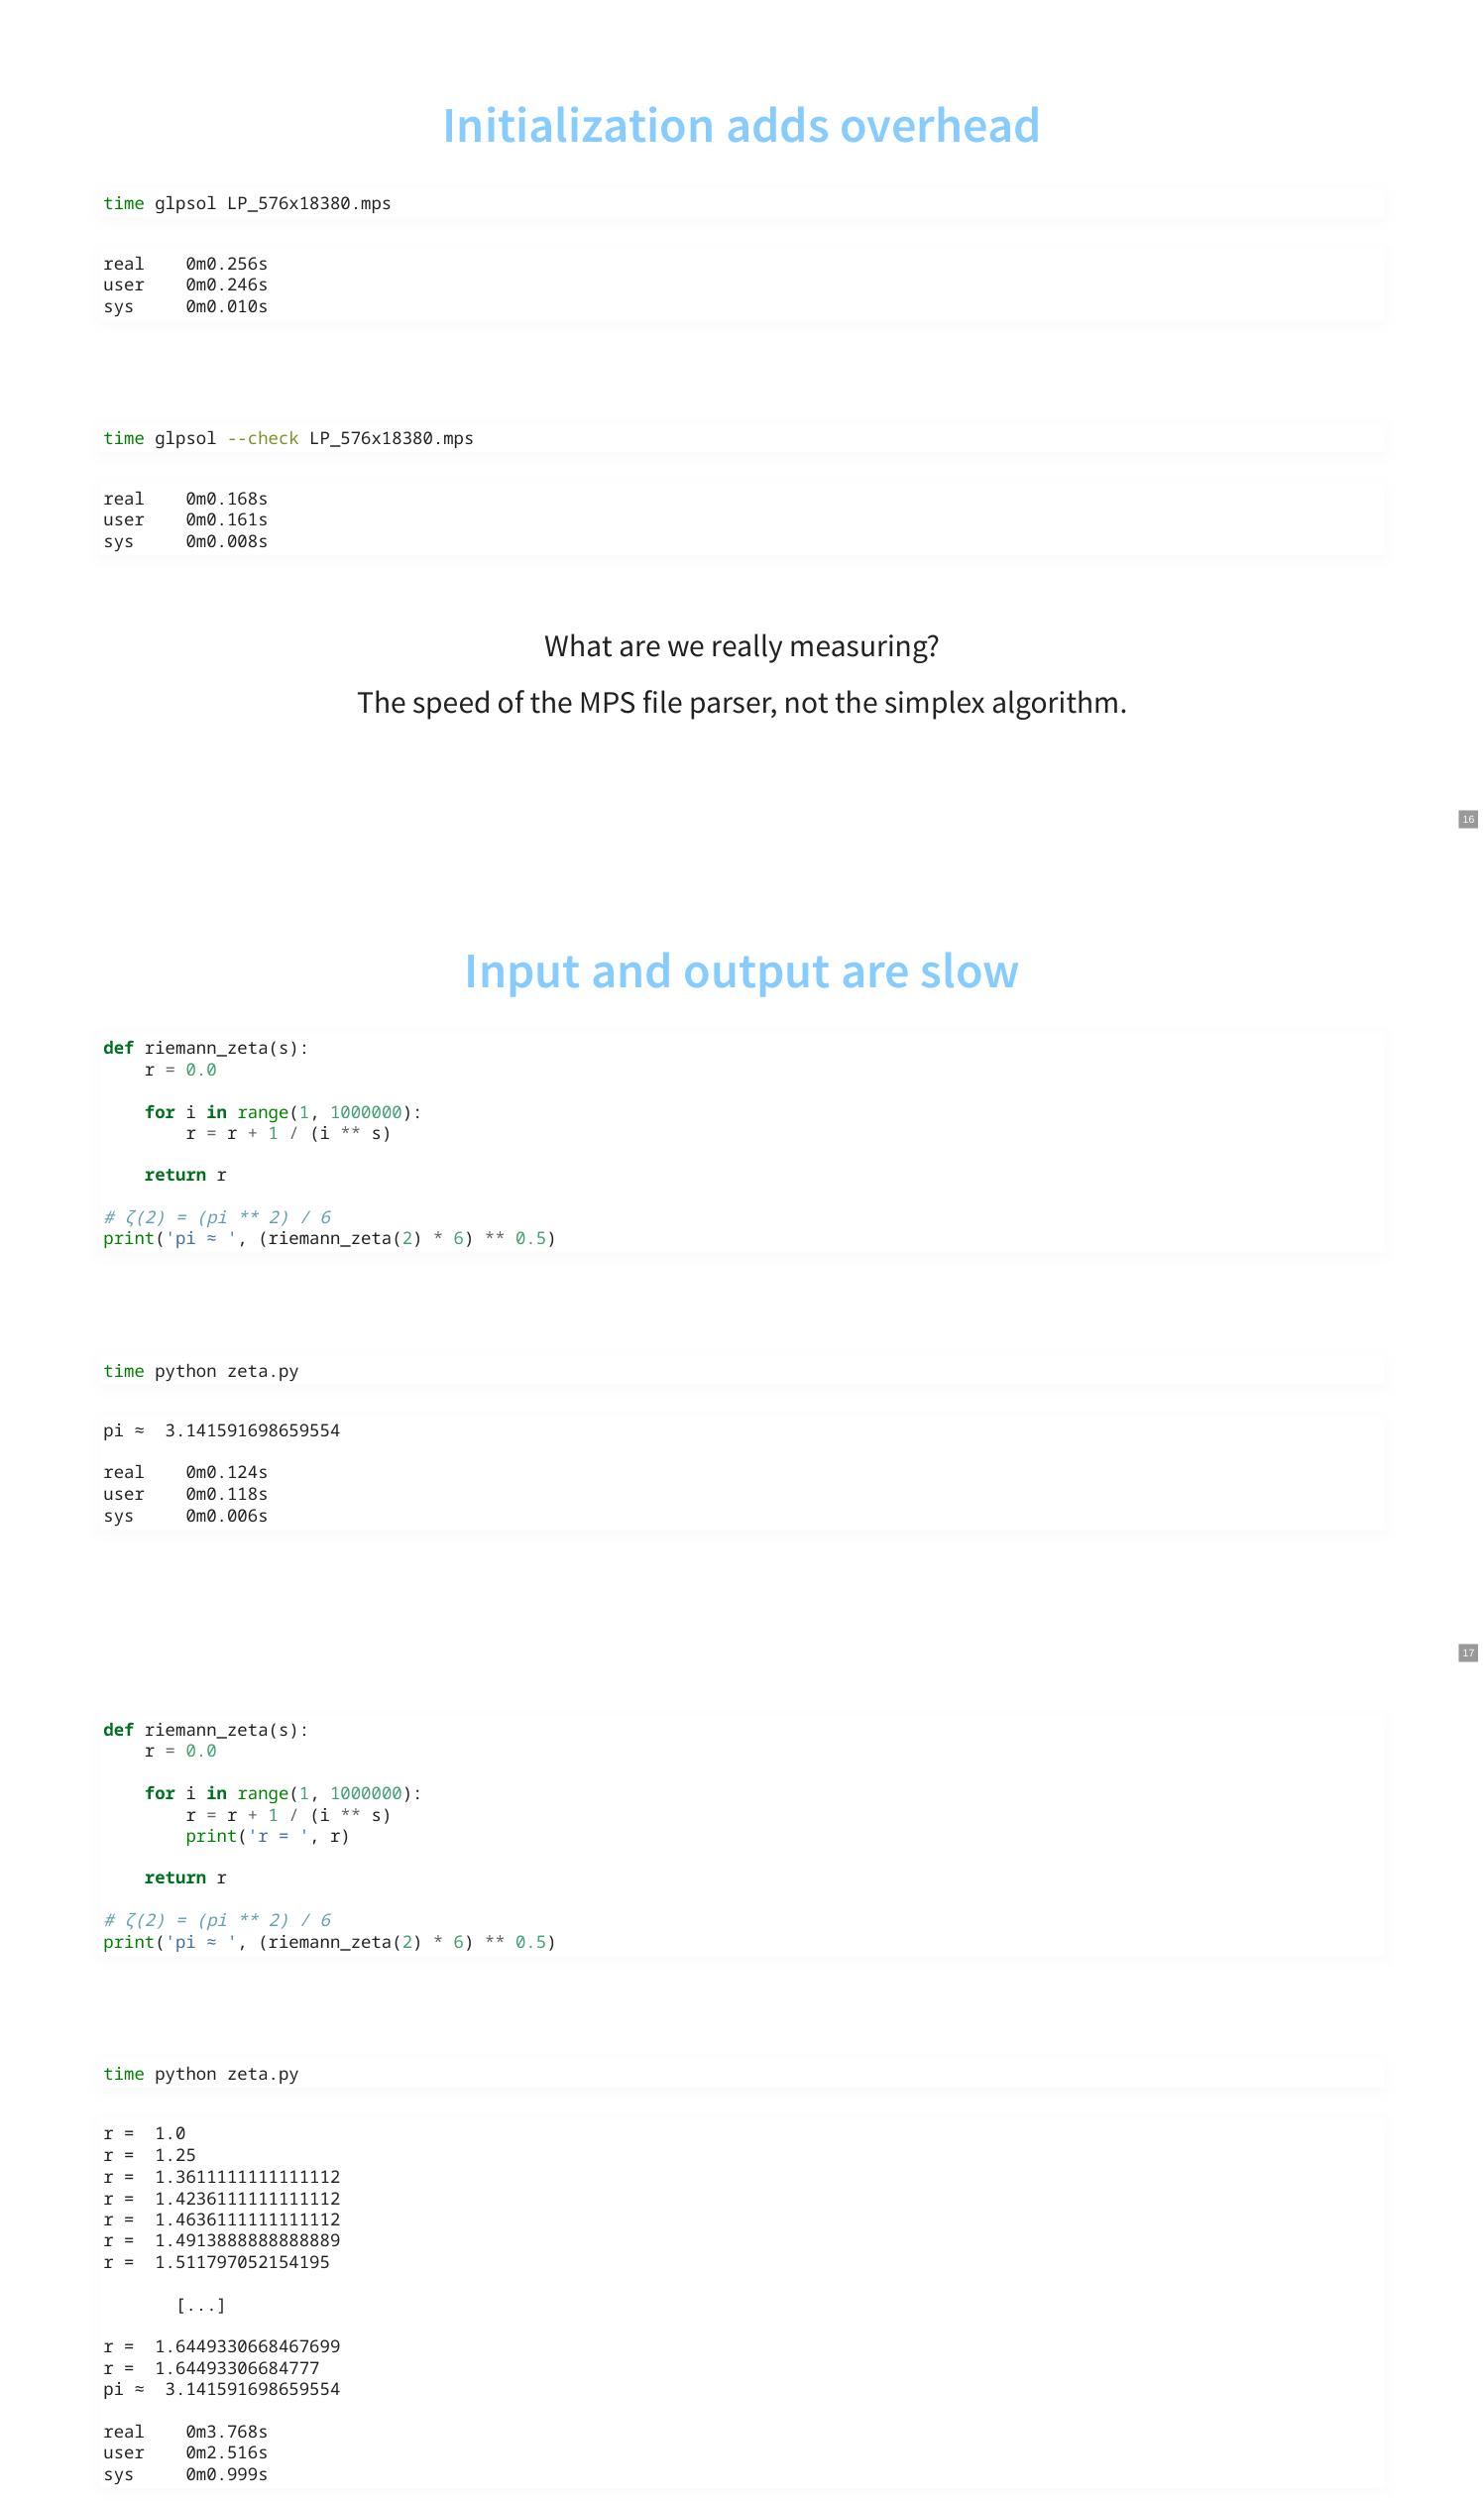 Initialization adds overhead
time glpsol LP_576x18380.mps
real    0m0.256s
user    0m0.246s
sys     0m0.010s
time glpsol --check LP_576x18380.mps
real    0m0.168s
user    0m0.161s
sys     0m0.008s
What are we really measuring?
The speed of the MPS file parser, not the simplex algorithm.
16
Input and output are slow
def riemann_zeta(s):
    r = 0.0
    for i in range(1, 1000000):
        r = r + 1 / (i ** s)
    return r
# ζ(2) = (pi ** 2) / 6
print('pi ≈ ', (riemann_zeta(2) * 6) ** 0.5)
time python zeta.py
pi ≈  3.141591698659554
real    0m0.124s
user    0m0.118s
sys     0m0.006s
17
def riemann_zeta(s):
    r = 0.0
    for i in range(1, 1000000):
        r = r + 1 / (i ** s)
        print('r = ', r)
    return r
# ζ(2) = (pi ** 2) / 6
print('pi ≈ ', (riemann_zeta(2) * 6) ** 0.5)
time python zeta.py
r =  1.0
r =  1.25
r =  1.3611111111111112
r =  1.4236111111111112
r =  1.4636111111111112
r =  1.4913888888888889
r =  1.511797052154195
       [...]
r =  1.6449330668467699
r =  1.64493306684777
pi ≈  3.141591698659554
real    0m3.768s
user    0m2.516s
sys     0m0.999s